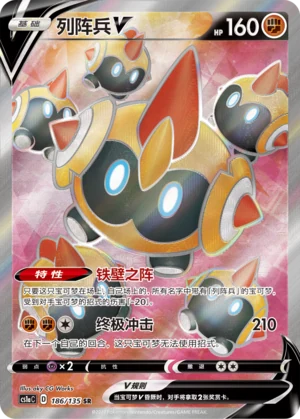 基础
列阵兵V
HP 160
特性 铁壁之阵
只要这只宝可梦在场上，自己场上的，所有名字中带有「列阵兵」的宝可梦，
受到对手宝可梦的招式的伤害「-20」。
终极冲击 210
在下一个自己的回合，这只宝可梦无法使用招式。
弱点 ×2 抗性 撤退
V规则
当宝可梦V昏厥时，对手将拿取2张奖赏卡。
Illus. aky CG Works
cs1aC D 186/135 SR